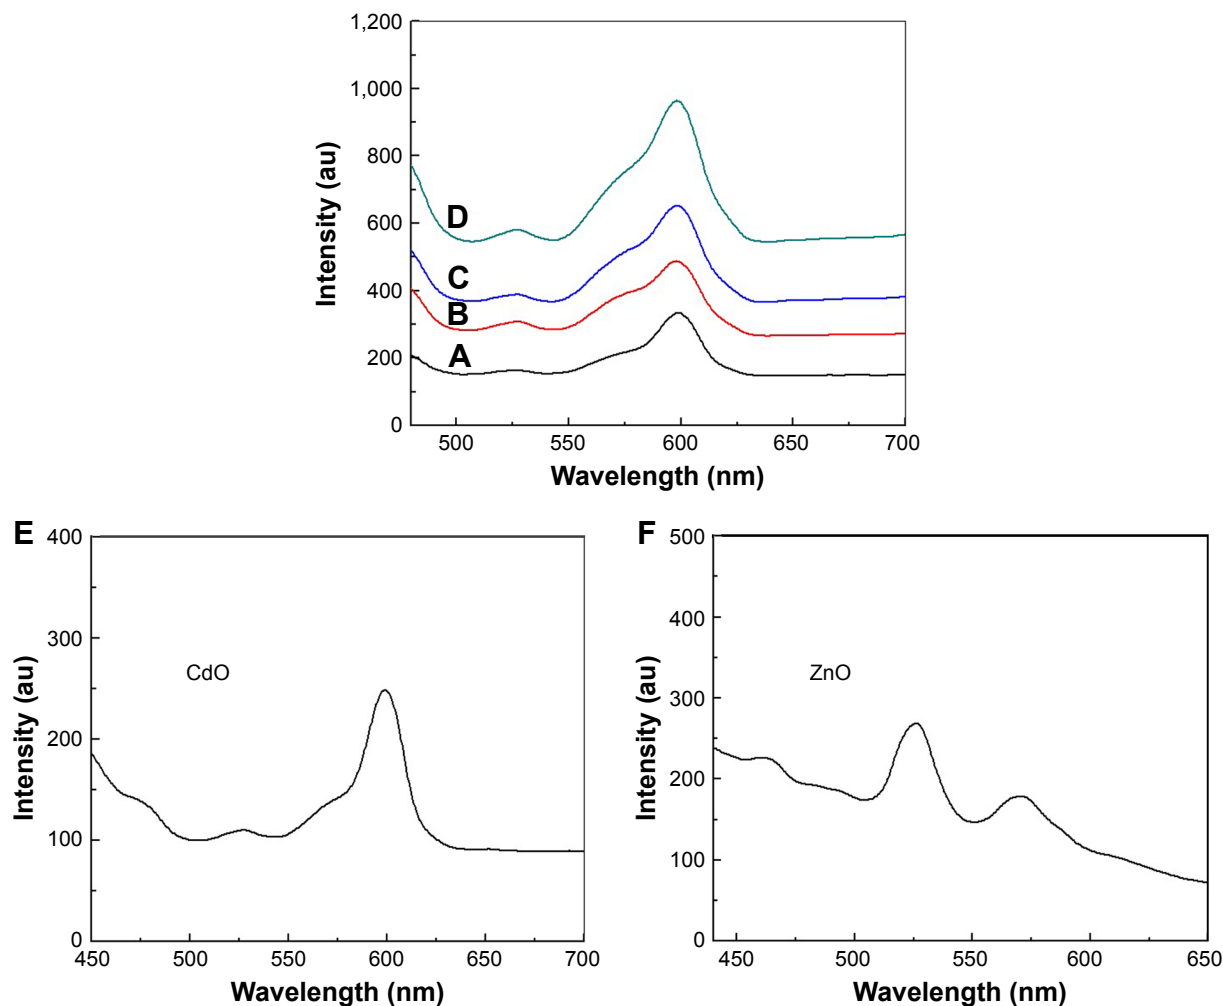 1,200
1,000
800
600
400
200
0
Intensity (au)
D
C
B
A
500 550 600 650 700
Wavelength (nm)
E
400
300
200
100
0
Intensity (au)
CdO
450 500 550 600 650 700
Wavelength (nm)
F
500
400
300
200
100
0
Intensity (au)
ZnO
450 500 550 600 650
Wavelength (nm)